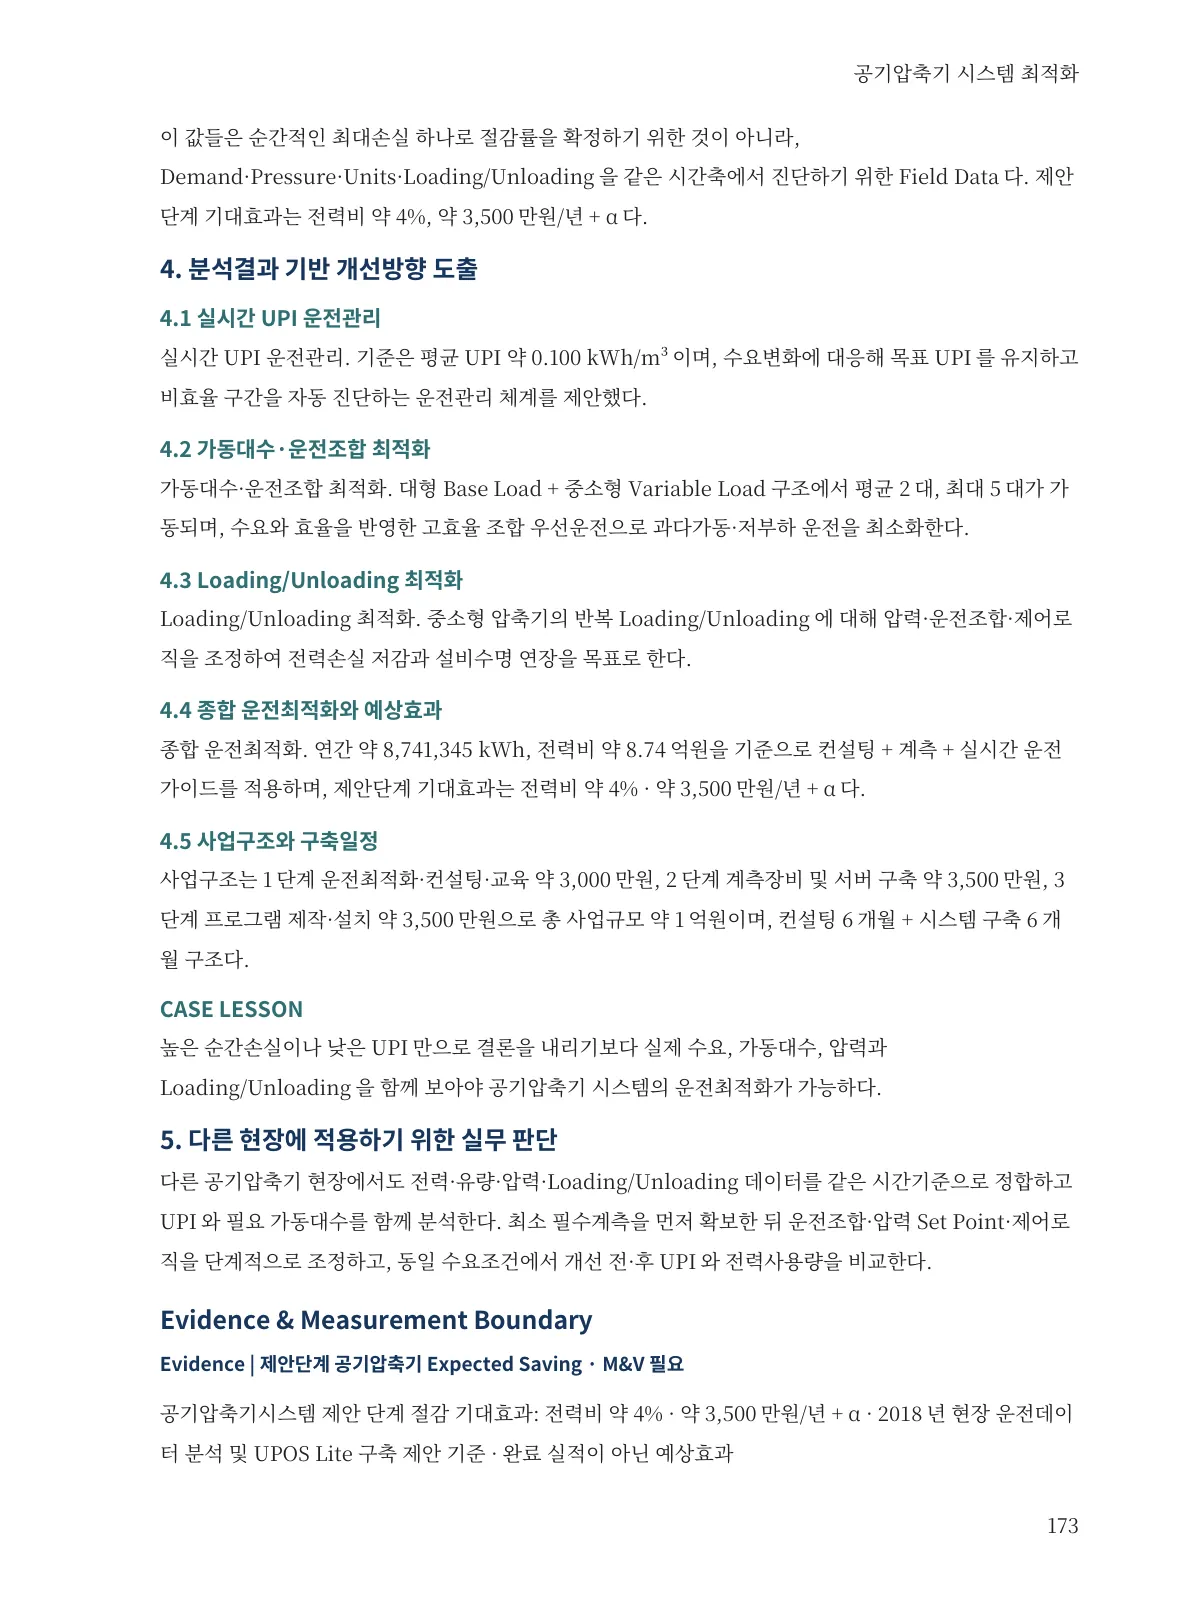 공기압축기 시스템 최적화
이 값들은 순간적인 최대손실 하나로 절감률을 확정하기 위한 것이 아니라,
Demand·Pressure·Units·Loading/Unloading 을 같은 시간축에서 진단하기 위한 Field Data 다. 제안
단계 기대효과는 전력비 약 4%, 약 3,500 만원/년 + α 다.
4. 분석결과 기반 개선방향 도출
4.1 실시간 UPI 운전관리
실시간 UPI 운전관리. 기준은 평균 UPI 약 0.100 kWh/m³ 이며, 수요변화에 대응해 목표 UPI 를 유지하고
비효율 구간을 자동 진단하는 운전관리 체계를 제안했다.
4.2 가동대수·운전조합 최적화
가동대수·운전조합 최적화. 대형 Base Load + 중소형 Variable Load 구조에서 평균 2 대, 최대 5 대가 가
동되며, 수요와 효율을 반영한 고효율 조합 우선운전으로 과다가동·저부하 운전을 최소화한다.
4.3 Loading/Unloading 최적화
Loading/Unloading 최적화. 중소형 압축기의 반복 Loading/Unloading 에 대해 압력·운전조합·제어로
직을 조정하여 전력손실 저감과 설비수명 연장을 목표로 한다.
4.4 종합 운전최적화와 예상효과
종합 운전최적화. 연간 약 8,741,345 kWh, 전력비 약 8.74 억원을 기준으로 컨설팅 + 계측 + 실시간 운전
가이드를 적용하며, 제안단계 기대효과는 전력비 약 4% · 약 3,500 만원/년 + α 다.
4.5 사업구조와 구축일정
사업구조는 1 단계 운전최적화·컨설팅·교육 약 3,000 만원, 2 단계 계측장비 및 서버 구축 약 3,500 만원, 3
단계 프로그램 제작·설치 약 3,500 만원으로 총 사업규모 약 1 억원이며, 컨설팅 6 개월 + 시스템 구축 6 개
월 구조다.
CASE LESSON
높은 순간손실이나 낮은 UPI 만으로 결론을 내리기보다 실제 수요, 가동대수, 압력과
Loading/Unloading 을 함께 보아야 공기압축기 시스템의 운전최적화가 가능하다.
5. 다른 현장에 적용하기 위한 실무 판단
다른 공기압축기 현장에서도 전력·유량·압력·Loading/Unloading 데이터를 같은 시간기준으로 정합하고
UPI 와 필요 가동대수를 함께 분석한다. 최소 필수계측을 먼저 확보한 뒤 운전조합·압력 Set Point·제어로
직을 단계적으로 조정하고, 동일 수요조건에서 개선 전·후 UPI 와 전력사용량을 비교한다.
Evidence & Measurement Boundary
Evidence | 제안단계 공기압축기 Expected Saving · M&V 필요
공기압축기시스템 제안 단계 절감 기대효과: 전력비 약 4% · 약 3,500 만원/년 + α · 2018 년 현장 운전데이
터 분석 및 UPOS Lite 구축 제안 기준 · 완료 실적이 아닌 예상효과
173